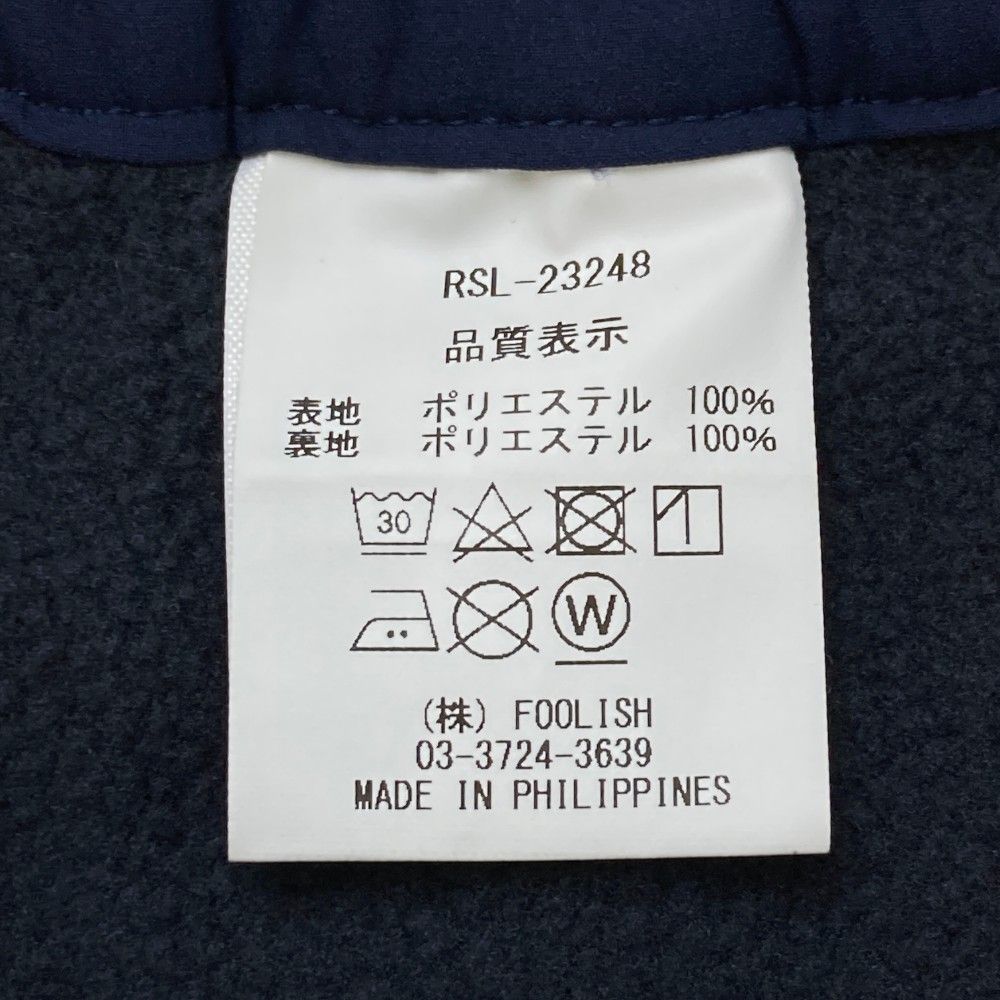 RSL-23248
品質表示
表地 ポリエステル 100%
裏地 ポリエステル 100%
30
W
(株) FOOLISH
03-3724-3639
MADE IN PHILIPPINES